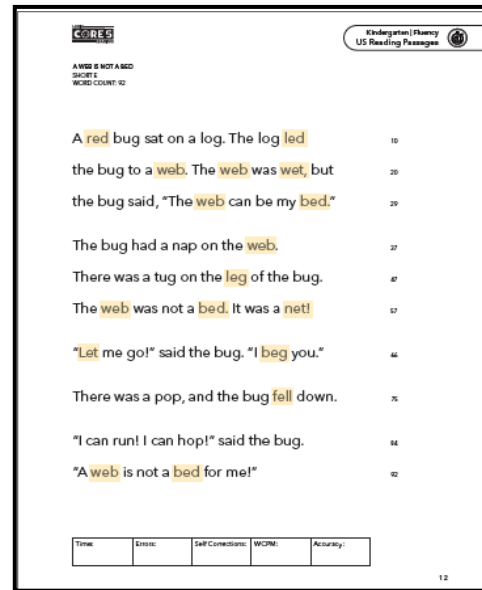 CORE5
Kindergarten | Fluency
US Reading Passages
A WEB IS NOT A BED
SHORT E
WORD COUNT: 92
A red bug sat on a log. The log led 10
the bug to a web. The web was wet, but 20
the bug said, “The web can be my bed.” 29
The bug had a nap on the web. 37
There was a tug on the leg of the bug. 47
The web was not a bed. It was a net! 57
“Let me go!” said the bug. “I beg you.” 66
There was a pop, and the bug fell down. 75
“I can run! I can hop!” said the bug. 84
“A web is not a bed for me!” 92
Time: Errors: Self Corrections: WCPM: Accuracy:
12